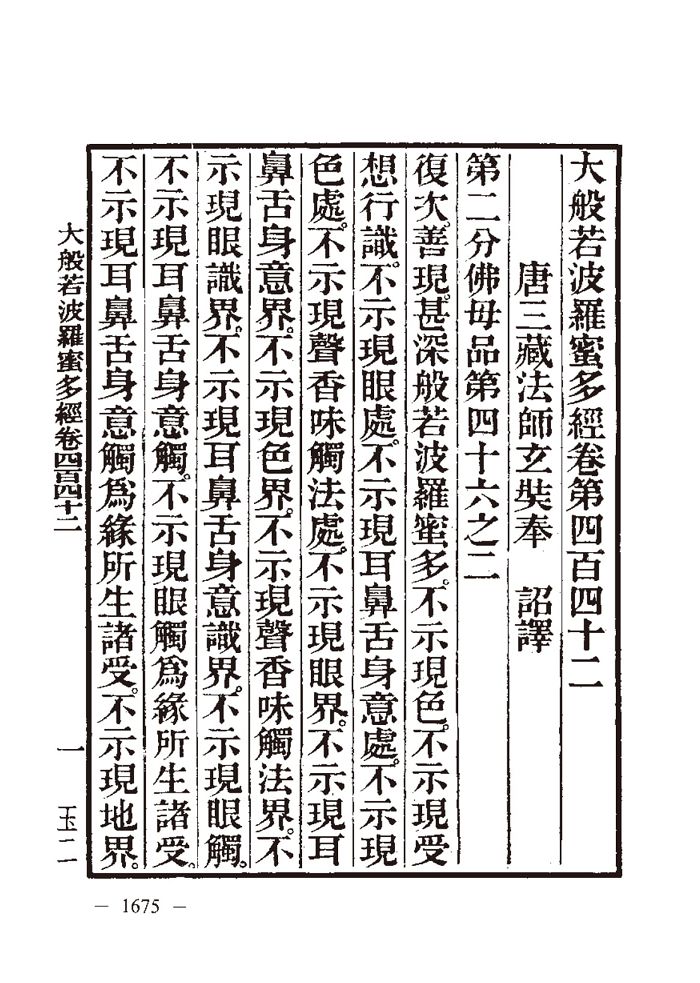 大般若波羅蜜多經卷第四百四十二
唐三藏法師玄奘奉　詔譯
第二分佛母品第四十六之二
復次。善現。甚深般若波羅蜜多。不示現色。不示現受
想行識。不示現眼處。不示現耳鼻舌身意處。不示現
色處。不示現聲香味觸法處。不示現眼界。不示現耳
鼻舌身意界。不示現色界。不示現聲香味觸法界。不
示現眼識界。不示現耳鼻舌身意識界。不示現眼觸。
不示現耳鼻舌身意觸。不示現眼觸爲緣所生諸受。
不示現耳鼻舌身意觸爲緣所生諸受。不示現地界。
大般若波羅蜜多經卷四百四十二
一
玉二
— 1675 —